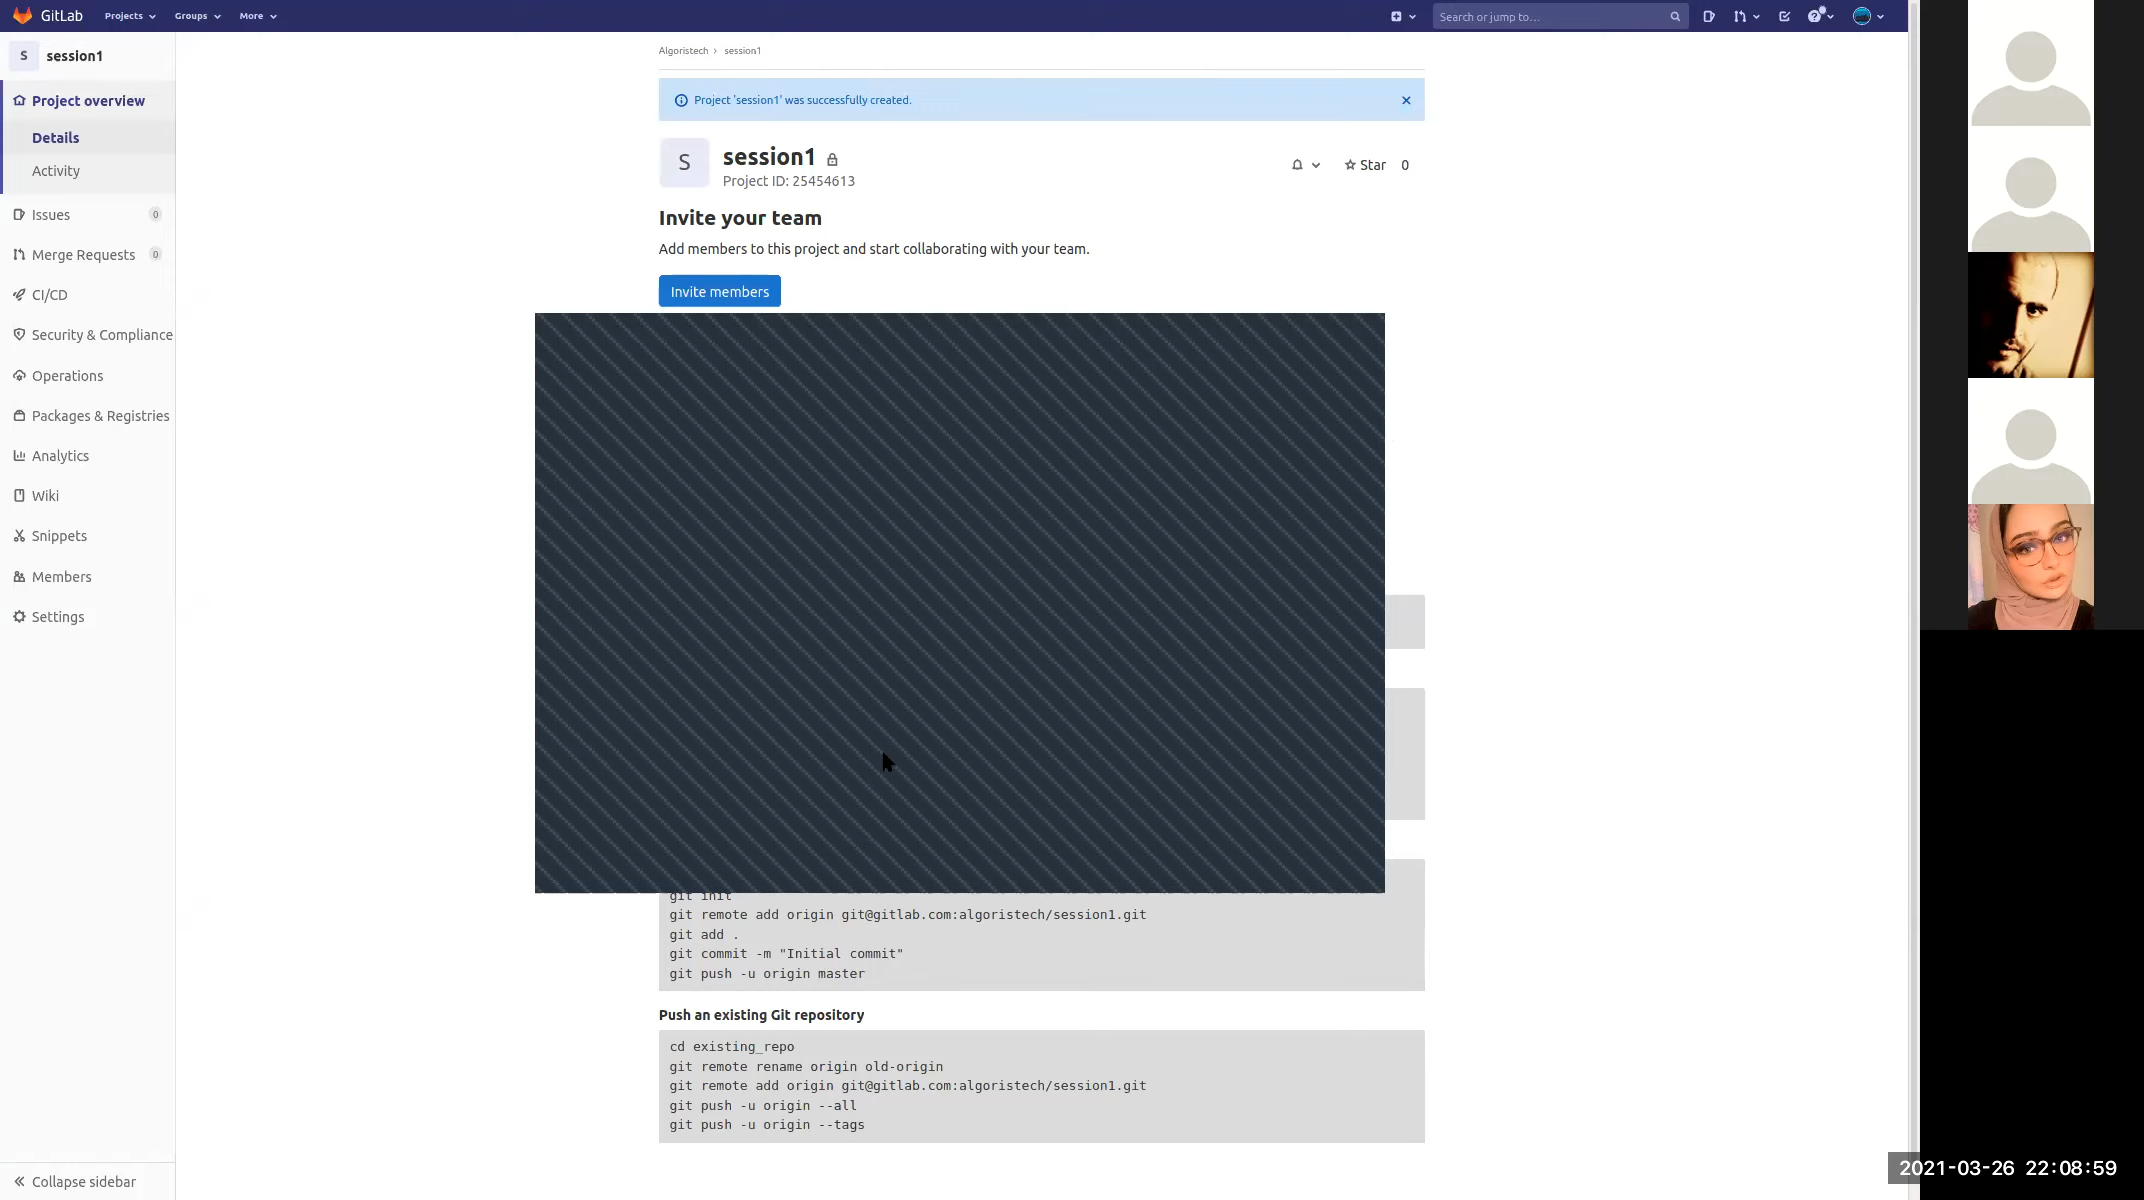 GitLab Projects Groups More Search or jump to...
S session1
Project overview
Details
Activity
Issues 0
Merge Requests 0
CI/CD
Security & Compliance
Operations
Packages & Registries
Analytics
Wiki
Snippets
Members
Settings
Collapse sidebar
Algoristech › session1
Project 'session1' was successfully created.
S session1
Star 0
Project ID: 25454613
Invite your team
Add members to this project and start collaborating with your team.
Invite members
git init
git remote add origin git@gitlab.com:algoristech/session1.git
git add .
git commit -m "Initial commit"
git push -u origin master
Push an existing Git repository
cd existing_repo
git remote rename origin old-origin
git remote add origin git@gitlab.com:algoristech/session1.git
git push -u origin --all
git push -u origin --tags
2021-03-26 22:08:59